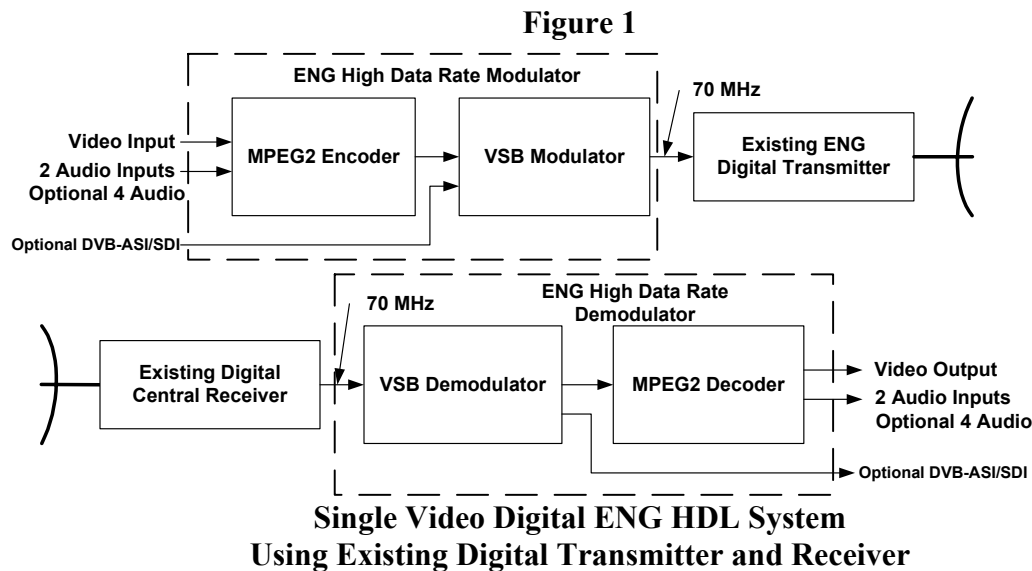 Figure 1
ENG High Data Rate Modulator
70 MHz
Video Input
2 Audio Inputs
Optional 4 Audio
Optional DVB-ASI/SDI
MPEG2 Encoder
VSB Modulator
Existing ENG
Digital Transmitter
ENG High Data Rate
Demodulator
70 MHz
Existing Digital
Central Receiver
VSB Demodulator
MPEG2 Decoder
Video Output
2 Audio Inputs
Optional 4 Audio
Optional DVB-ASI/SDI
Single Video Digital ENG HDL System
Using Existing Digital Transmitter and Receiver